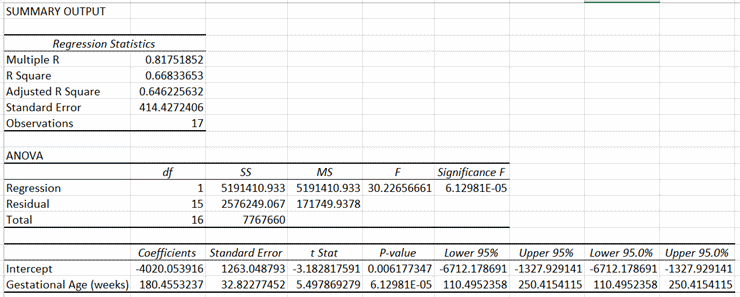 SUMMARY OUTPUT
Regression Statistics
Multiple R 0.81751852
R Square 0.66833653
Adjusted R Square 0.646225632
Standard Error 414.4272406
Observations 17
ANOVA
df SS MS F Significance F
Regression 1 5191410.933 5191410.933 30.22656661 6.12981E-05
Residual 15 2576249.067 171749.9378
Total 16 7767660
Coefficients Standard Error t Stat P-value Lower 95% Upper 95% Lower 95.0% Upper 95.0%
Intercept -4020.053916 1263.048793 -3.182817591 0.006177347 -6712.178691 -1327.929141 -6712.178691 -1327.929141
Gestational Age (weeks) 180.4553237 32.82277452 5.497869279 6.12981E-05 110.4952358 250.4154115 110.4952358 250.4154115